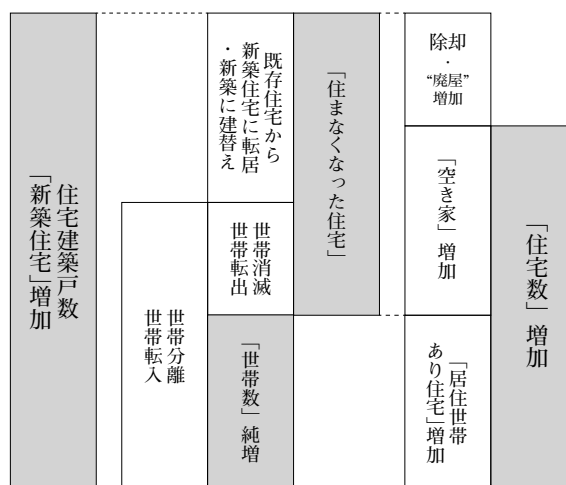 住宅建築戸数
「新築住宅」増加
世帯分離
世帯転入
既存住宅から
新築住宅に転居
・新築に建替え
世帯消滅
世帯転出
「世帯数」純増
「住まなくなった住宅」
除却
・
“廃屋”
増加
「空き家」増加
「居住世帯
あり住宅」増加
「住宅数」増加